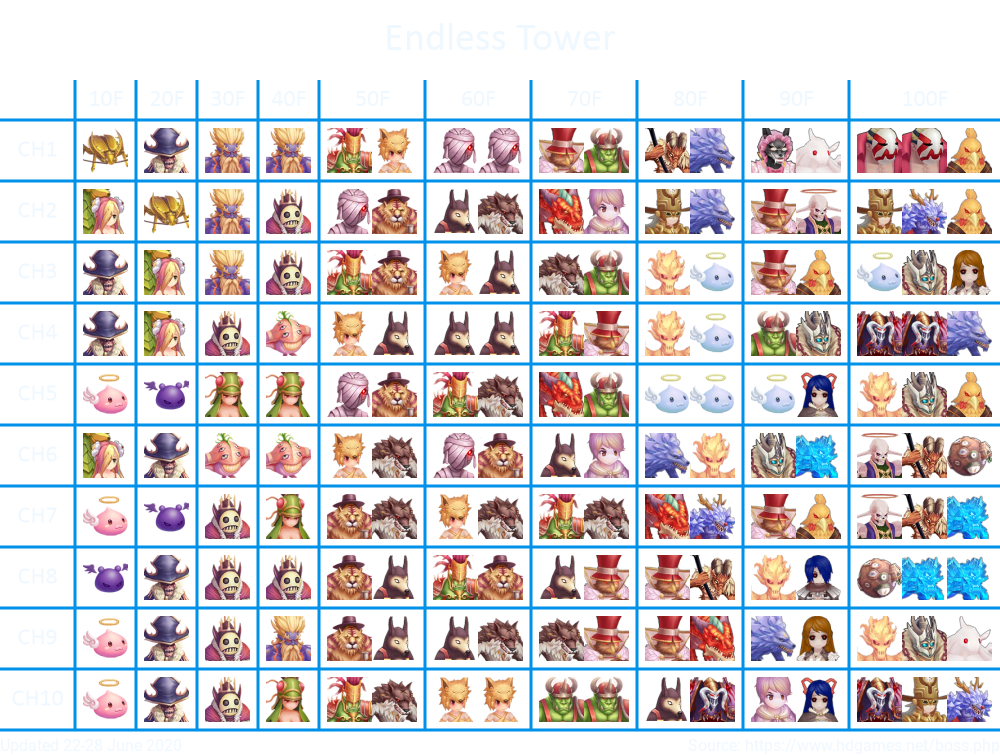 Endless Tower
10F 20F 30F 40F 50F 60F 70F 80F 90F 100F
CH1
CH2
CH3
CH4
CH5
CH6
CH7
CH8
CH9
CH10
Updated 22-28 June 2020
Source: https://www.hdgames.net/boss.php